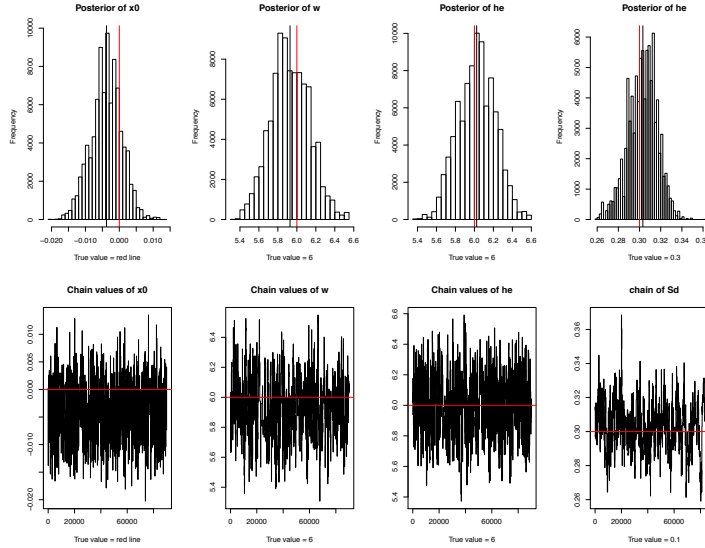 Posterior of x0
Posterior of w
Posterior of he
Posterior of he
Frequency
0 2000 4000 6000 8000 10000
Frequency
0 2000 4000 6000 8000
Frequency
0 2000 4000 6000 8000 10000
Frequency
0 1000 2000 3000 4000 5000 6000
−0.020 −0.010 0.000 0.010
5.4 5.6 5.8 6.0 6.2 6.4 6.6
5.4 5.6 5.8 6.0 6.2 6.4 6.6
0.26 0.28 0.30 0.32 0.34
True value = red line
True value = 6
True value = 6
True value = 0.3
Chain values of x0
Chain values of w
Chain values of he
chain of Sd
−0.020 −0.010 0.000 0.005 0.010
5.4 5.6 5.8 6.0 6.2 6.4
5.4 5.6 5.8 6.0 6.2 6.4 6.6
0.26 0.28 0.30 0.32 0.34 0.36
0 20000 60000
0 20000 60000
0 20000 60000
0 20000 60000
True value = red line
True value = 6
True value = 6
True value = 0.1